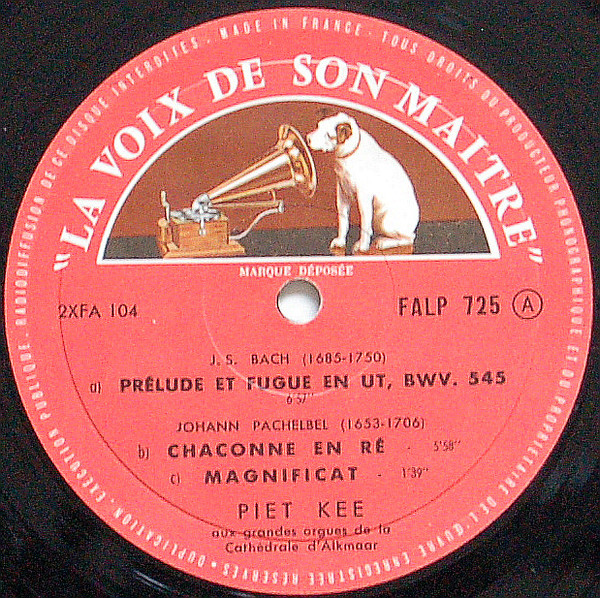 MADE IN FRANCE · TOUS DROITS DU PRODUCTEUR PHONOGRAPHIQUE ET DU PROPRIÉTAIRE DE L'ŒUVRE ENREGISTRÉE RÉSERVÉS · DUPLICATION · EXÉCUTION PUBLIQUE · RADIODIFFUSION DE CE DISQUE INTERDITES ·
"LA VOIX DE SON MAITRE"
MARQUE DÉPOSÉE
2XFA 104
FALP 725 A
J. S. BACH (1685-1750)
a) PRÉLUDE ET FUGUE EN UT, BWV. 545
6'57"
JOHANN PACHELBEL (1653-1706)
b) CHACONNE EN RÉ - 5'58"
c) MAGNIFICAT - 1'39"
PIET KEE
aux grandes orgues de la
Cathédrale d'Alkmaar